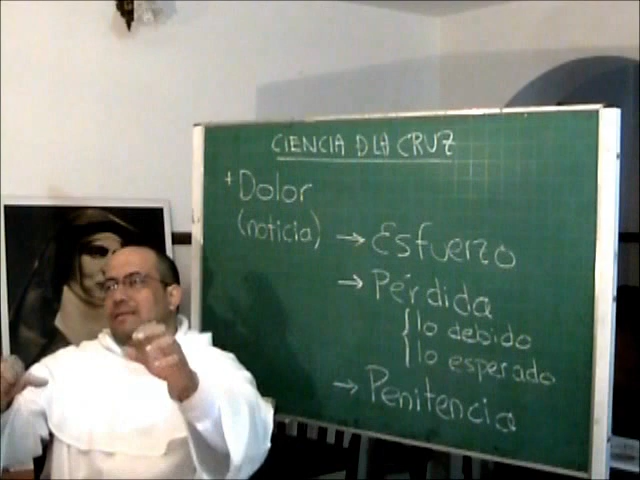 CIENCIA D LA CRUZ
+ Dolor
(noticia) → Esfuerzo
→ Pérdida
{ lo debido
lo esperado
→ Penitencia